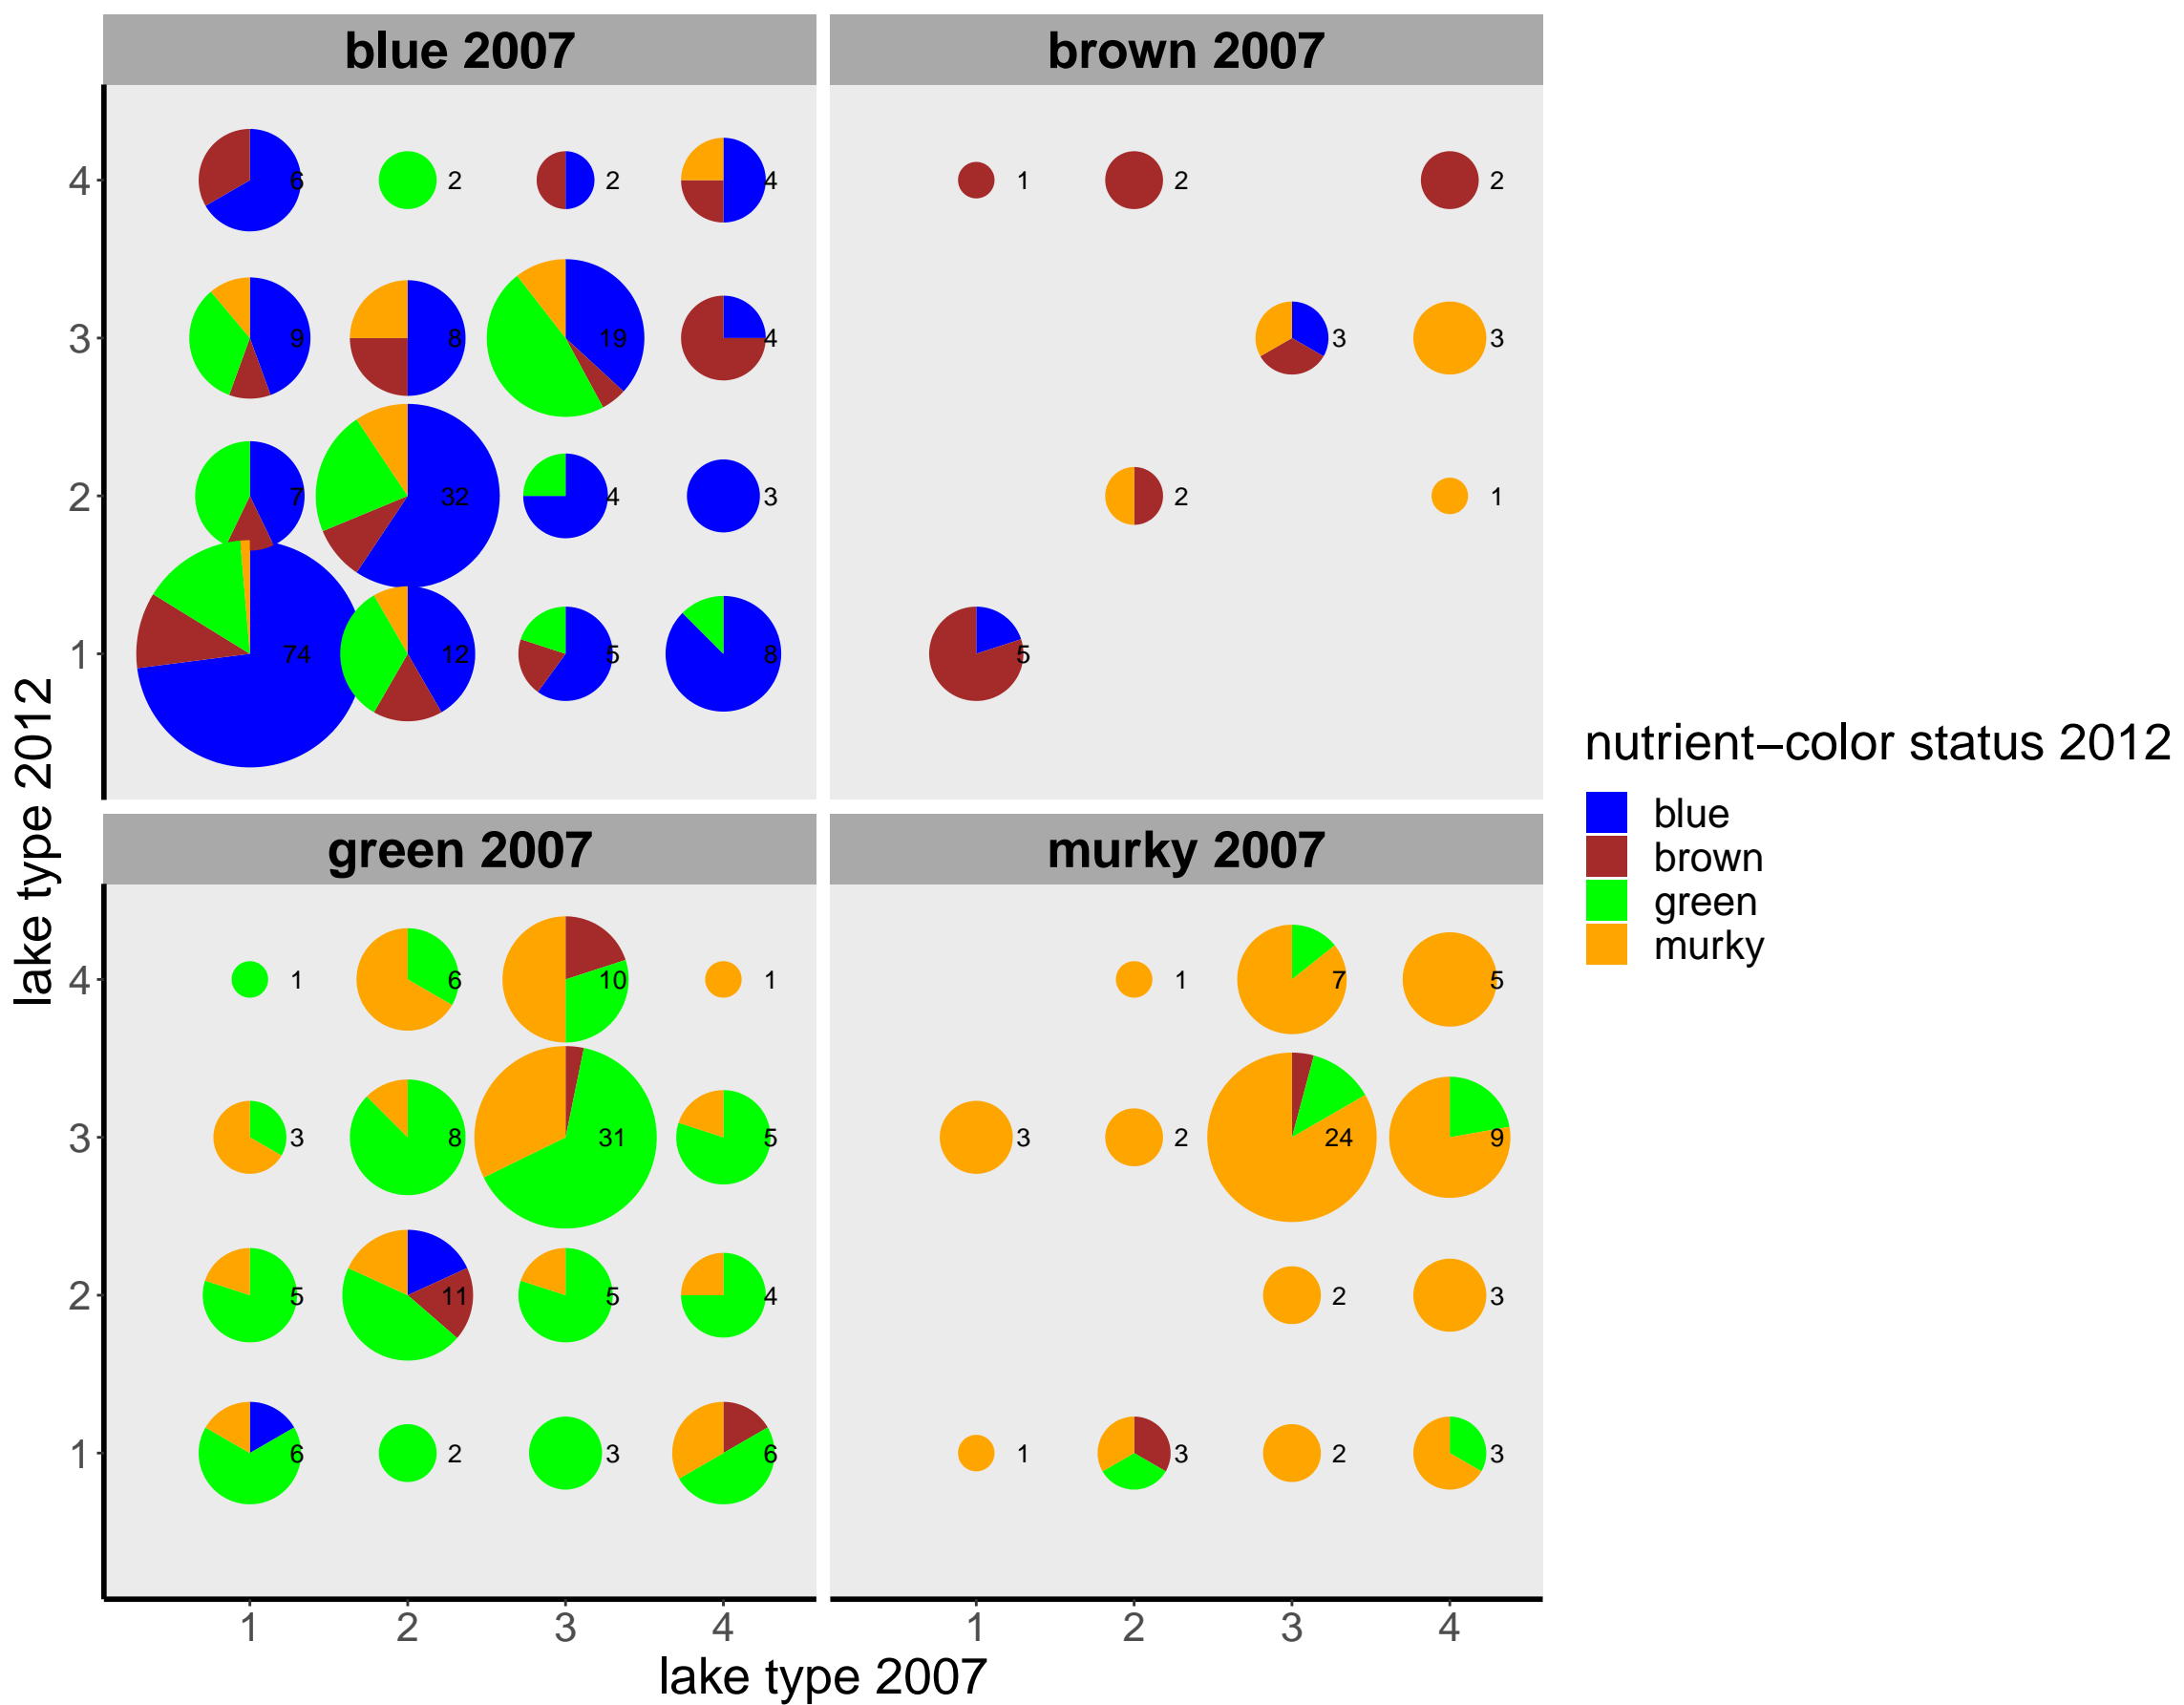 blue 2007 brown 2007
4 6 2 2 4 1 2 2
3 9 8 19 4 3 3
2 7 32 4 3 2 1
1 74 12 5 8 5
green 2007 murky 2007
4 1 6 10 1 1 7 5
3 3 8 31 5 3 2 24 9
2 5 11 5 4 2 3
1 6 2 3 6 1 3 2 3
1 2 3 4 1 2 3 4
lake type 2007
lake type 2012
nutrient−color status 2012
blue
brown
green
murky